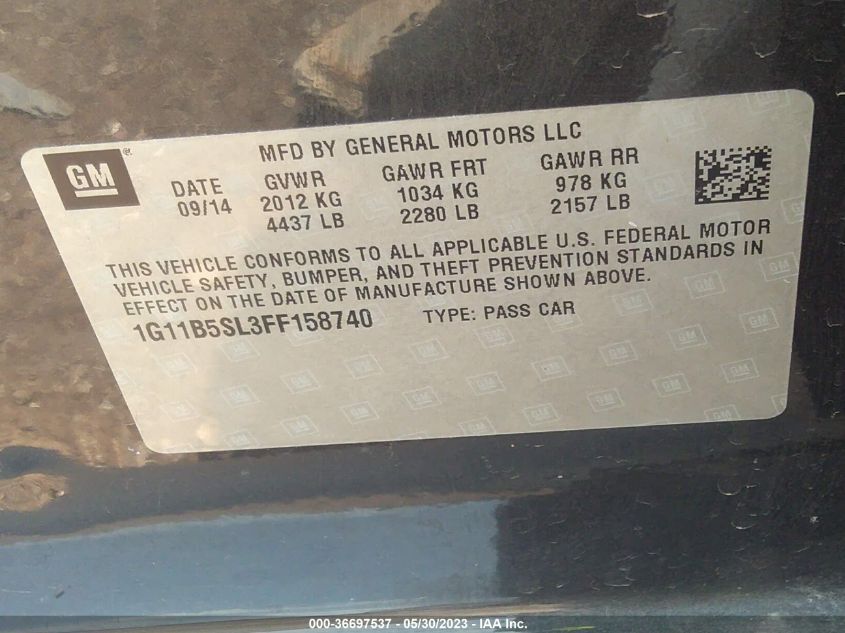 MFD BY GENERAL MOTORS LLC
GM®
DATE GVWR GAWR FRT GAWR RR
09/14 2012 KG 1034 KG 978 KG
4437 LB 2280 LB 2157 LB
THIS VEHICLE CONFORMS TO ALL APPLICABLE U.S. FEDERAL MOTOR
VEHICLE SAFETY, BUMPER, AND THEFT PREVENTION STANDARDS IN
EFFECT ON THE DATE OF MANUFACTURE SHOWN ABOVE.
1G11B5SL3FF158740 TYPE: PASS CAR
000-36697537 - 05/30/2023 - IAA Inc.